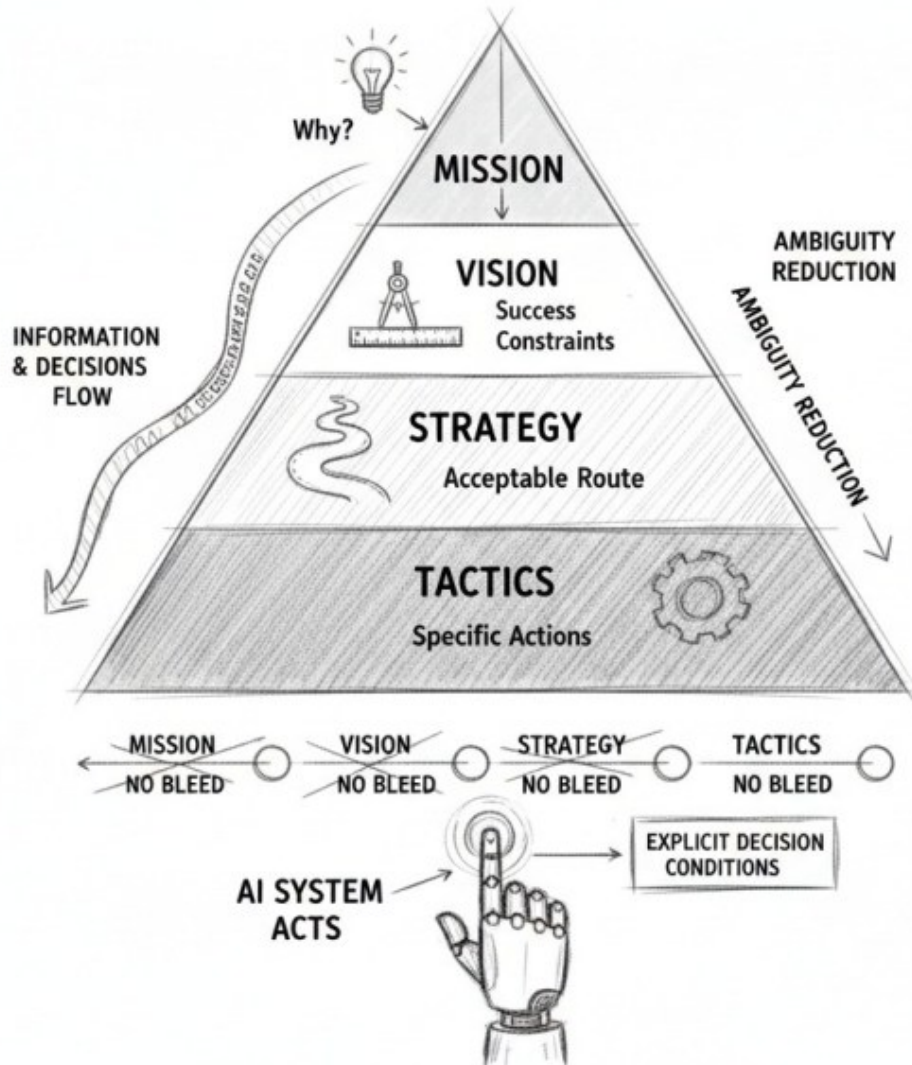 Why?
MISSION
VISION
Success
Constraints
AMBIGUITY
REDUCTION
AMBIGUITY REDUCTION
INFORMATION
& DECISIONS
FLOW
STRATEGY
Acceptable Route
TACTICS
Specific Actions
MISSION
NO BLEED
VISION
NO BLEED
STRATEGY
NO BLEED
TACTICS
NO BLEED
EXPLICIT DECISION
CONDITIONS
AI SYSTEM
ACTS